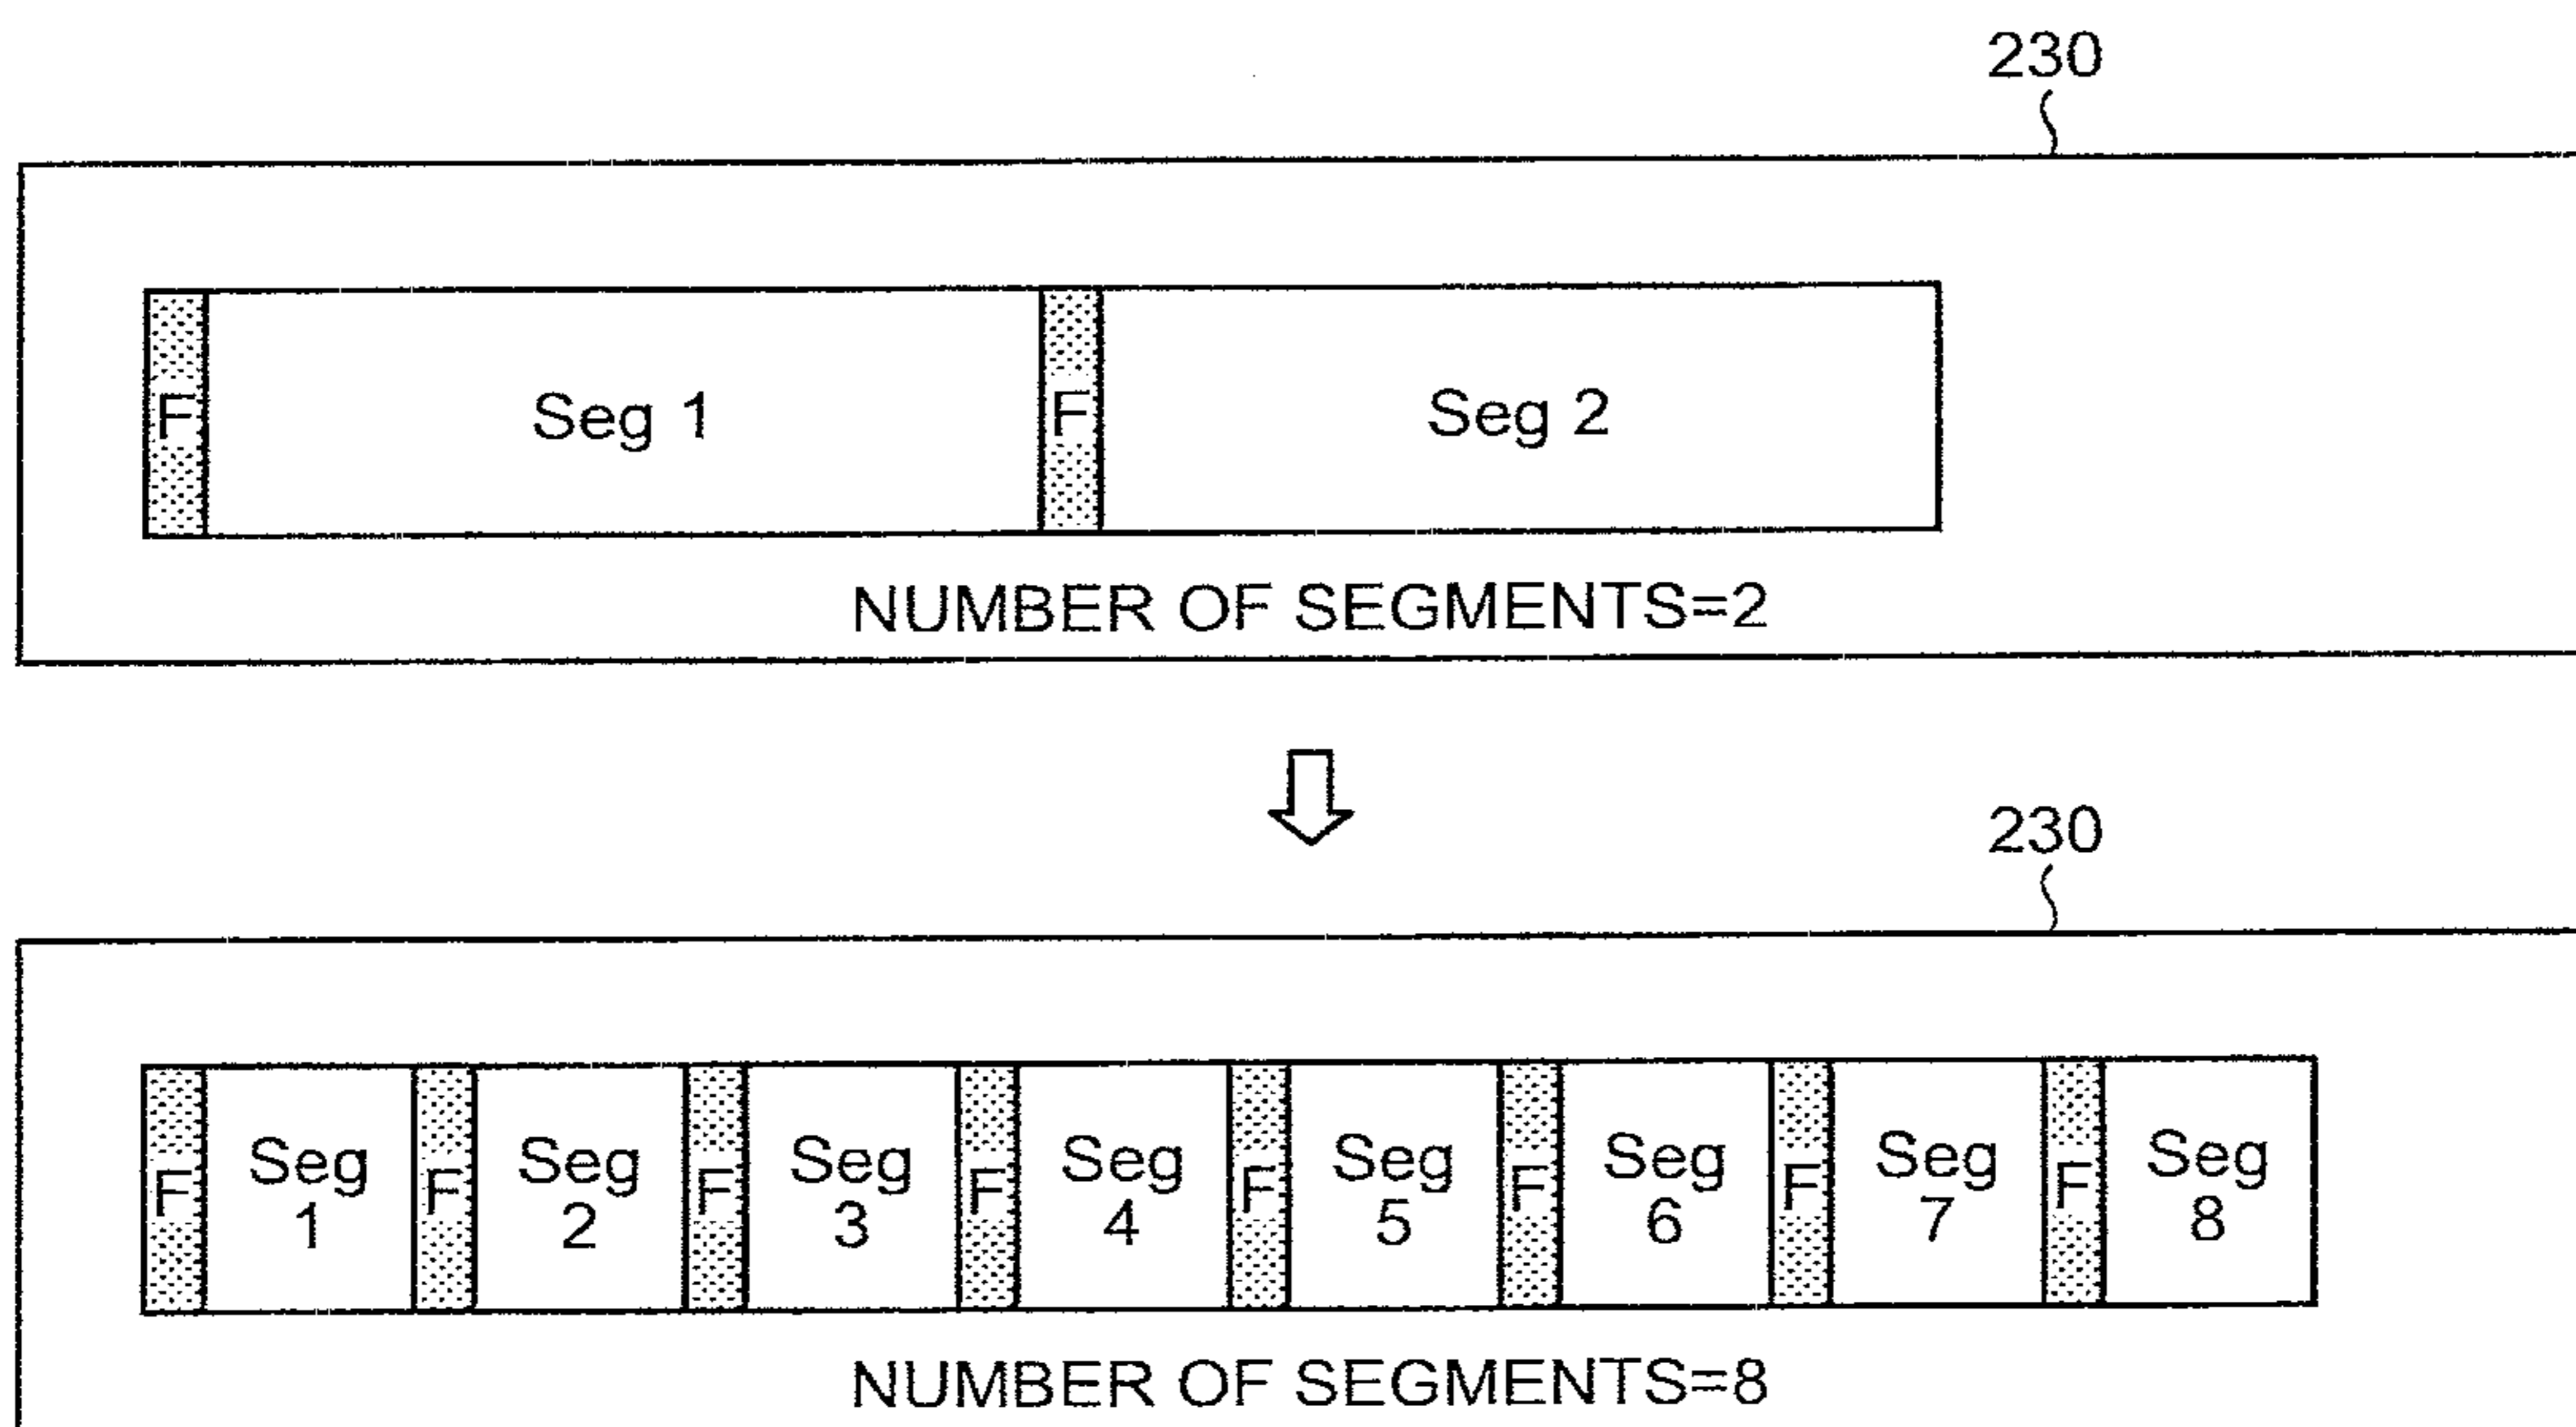 230
F Seg 1 F Seg 2
NUMBER OF SEGMENTS=2
230
F Seg 1 F Seg 2 F Seg 3 F Seg 4 F Seg 5 F Seg 6 F Seg 7 F Seg 8
NUMBER OF SEGMENTS=8